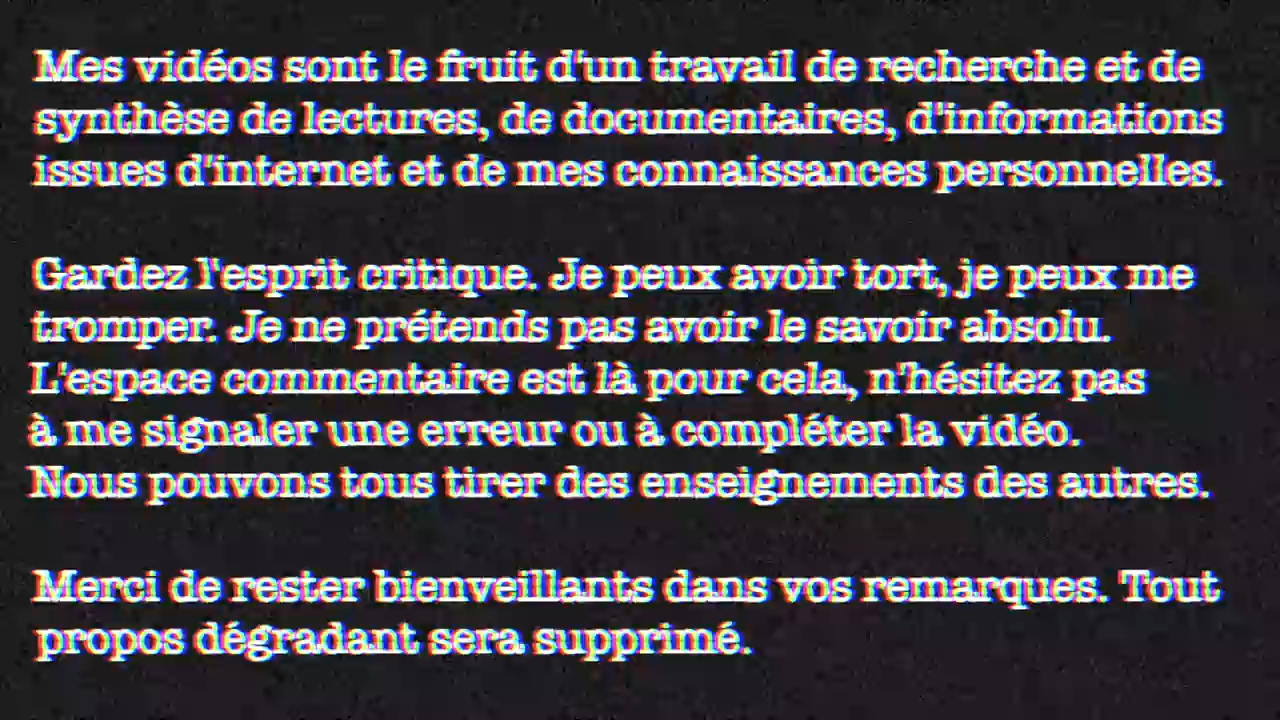 Mes vidéos sont le fruit d'un travail de recherche et de
synthèse de lectures, de documentaires, d'informations
issues d'internet et de mes connaissances personnelles.
Gardez l'esprit critique. Je peux avoir tort, je peux me
tromper. Je ne prétends pas avoir le savoir absolu.
L'espace commentaire est là pour cela, n'hésitez pas
à me signaler une erreur ou à compléter la vidéo.
Nous pouvons tous tirer des enseignements des autres.
Merci de rester bienveillants dans vos remarques. Tout
propos dégradant sera supprimé.